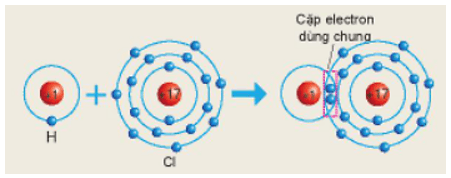 Cặp electron
dùng chung
+1
+17
+1
+17
H
Cl